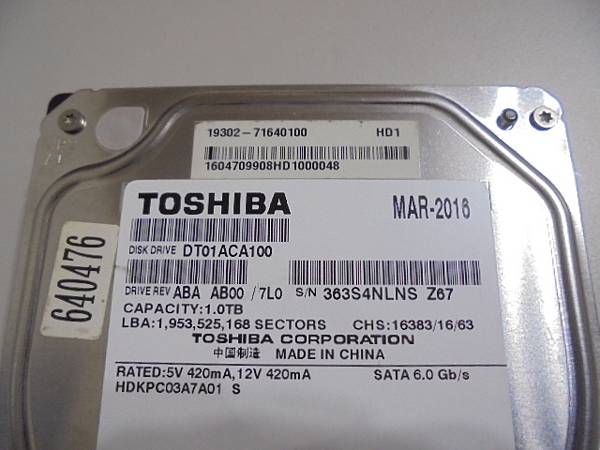 19302-71640100 HD1
1604709908HD1000048
TOSHIBA MAR-2016
DISK DRIVE DT01ACA100
DRIVE REV ABA AB00 / 7L0 S/N 363S4NLNS Z67
CAPACITY:1.0TB
LBA:1,953,525,168 SECTORS CHS:16383/16/63
TOSHIBA CORPORATION
中国制造 MADE IN CHINA
RATED:5V 420mA,12V 420mA SATA 6.0 Gb/s
HDKPC03A7A01 S
640476